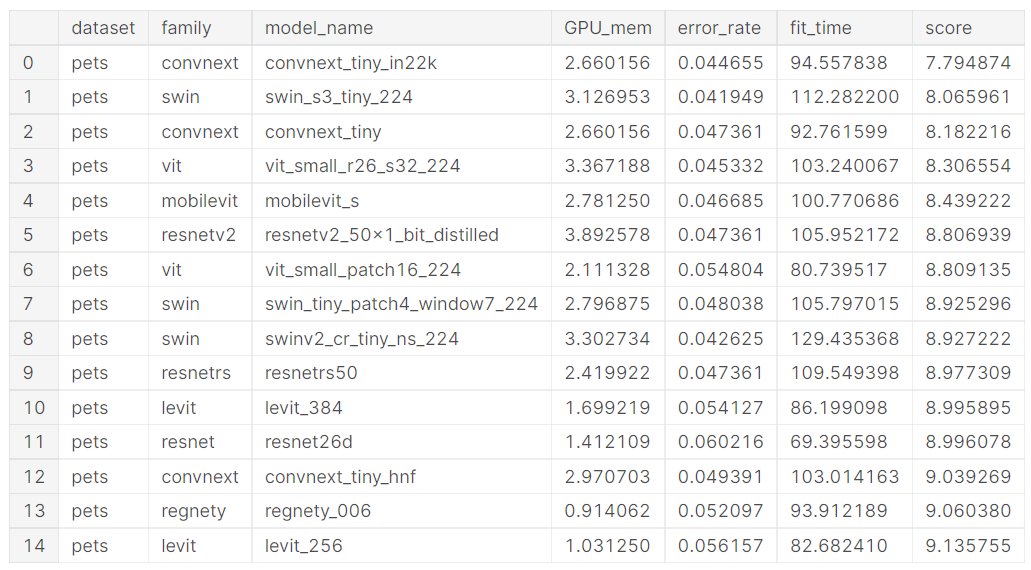 dataset family model_name GPU_mem error_rate fit_time score
0 pets convnext convnext_tiny_in22k 2.660156 0.044655 94.557838 7.794874
1 pets swin swin_s3_tiny_224 3.126953 0.041949 112.282200 8.065961
2 pets convnext convnext_tiny 2.660156 0.047361 92.761599 8.182216
3 pets vit vit_small_r26_s32_224 3.367188 0.045332 103.240067 8.306554
4 pets mobilevit mobilevit_s 2.781250 0.046685 100.770686 8.439222
5 pets resnetv2 resnetv2_50×1_bit_distilled 3.892578 0.047361 105.952172 8.806939
6 pets vit vit_small_patch16_224 2.111328 0.054804 80.739517 8.809135
7 pets swin swin_tiny_patch4_window7_224 2.796875 0.048038 105.797015 8.925296
8 pets swin swinv2_cr_tiny_ns_224 3.302734 0.042625 129.435368 8.927222
9 pets resnetrs resnetrs50 2.419922 0.047361 109.549398 8.977309
10 pets levit levit_384 1.699219 0.054127 86.199098 8.995895
11 pets resnet resnet26d 1.412109 0.060216 69.395598 8.996078
12 pets convnext convnext_tiny_hnf 2.970703 0.049391 103.014163 9.039269
13 pets regnety regnety_006 0.914062 0.052097 93.912189 9.060380
14 pets levit levit_256 1.031250 0.056157 82.682410 9.135755